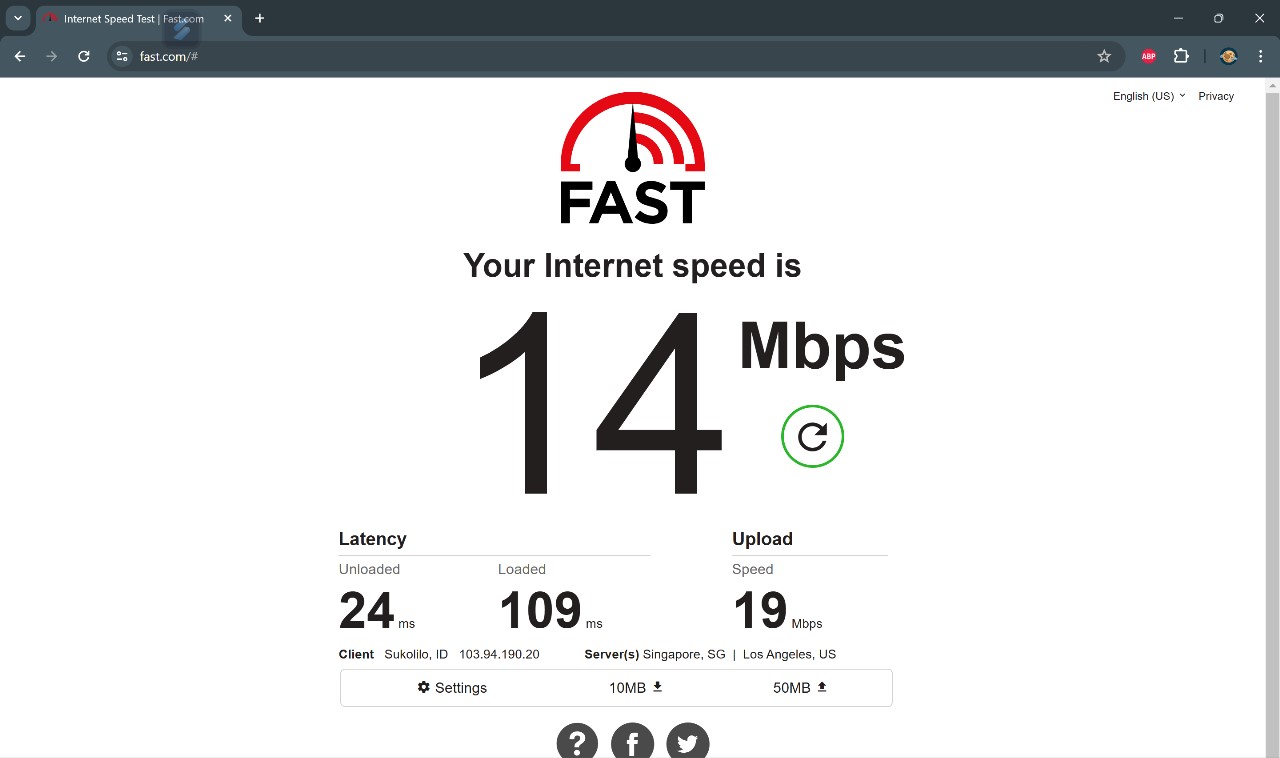 Internet Speed Test | Fast.com
fast.com/#
ABP
English (US) Privacy
FAST
Your Internet speed is
14 Mbps
Latency
Upload
Unloaded Loaded Speed
24 ms 109 ms 19 Mbps
Client Sukolilo, ID 103.94.190.20 Server(s) Singapore, SG | Los Angeles, US
Settings 10MB 50MB
? f